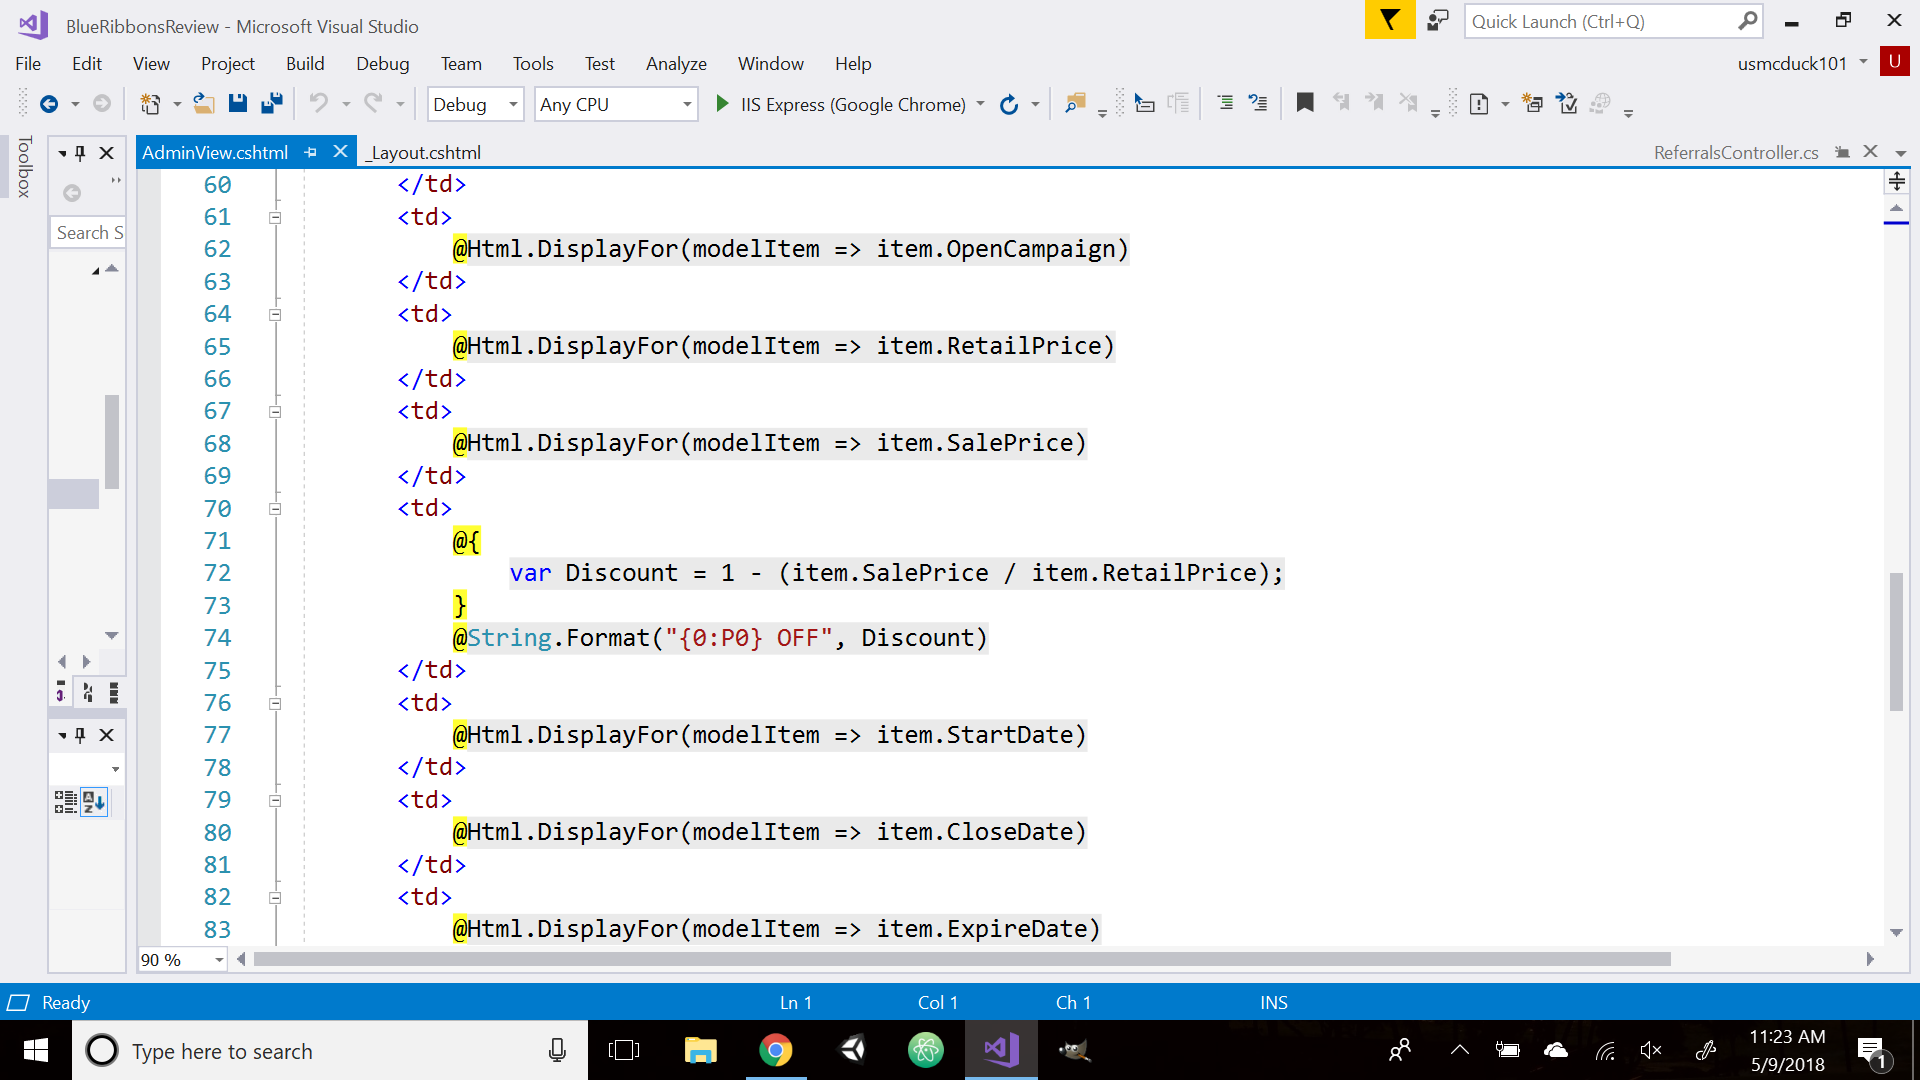 BlueRibbonsReview - Microsoft Visual Studio
Quick Launch (Ctrl+Q)
File Edit View Project Build Debug Team Tools Test Analyze Window Help
usmcduck101 U
Debug Any CPU IIS Express (Google Chrome)
Toolbox
AdminView.cshtml _Layout.cshtml ReferralsController.cs
Search S
60 </td>
61 <td>
62 @Html.DisplayFor(modelItem => item.OpenCampaign)
63 </td>
64 <td>
65 @Html.DisplayFor(modelItem => item.RetailPrice)
66 </td>
67 <td>
68 @Html.DisplayFor(modelItem => item.SalePrice)
69 </td>
70 <td>
71 @{
72 var Discount = 1 - (item.SalePrice / item.RetailPrice);
73 }
74 @String.Format("{0:P0} OFF", Discount)
75 </td>
76 <td>
77 @Html.DisplayFor(modelItem => item.StartDate)
78 </td>
79 <td>
80 @Html.DisplayFor(modelItem => item.CloseDate)
81 </td>
82 <td>
83 @Html.DisplayFor(modelItem => item.ExpireDate)
90 %
Ready Ln 1 Col 1 Ch 1 INS
Type here to search
11:23 AM
5/9/2018
1